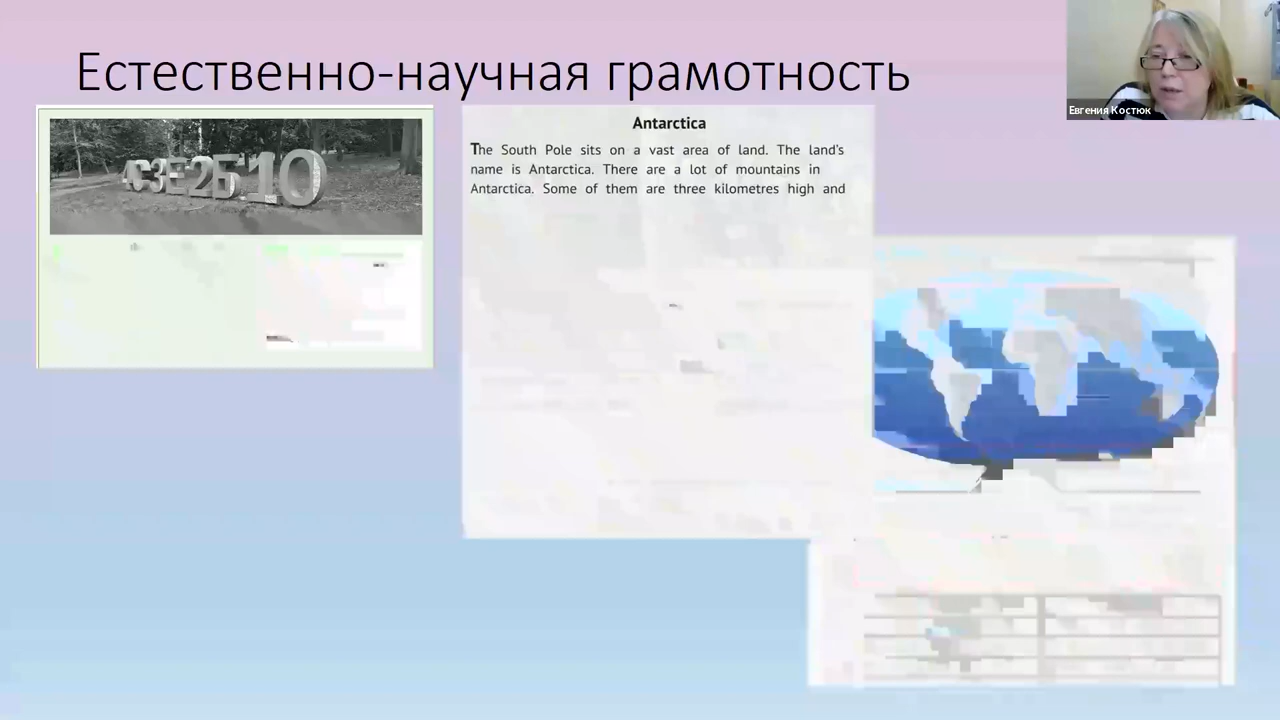 Естественно-научная грамотность
Евгения Костюк
Antarctica
The South Pole sits on a vast area of land. The land's
name is Antarctica. There are a lot of mountains in
Antarctica. Some of them are three kilometres high and